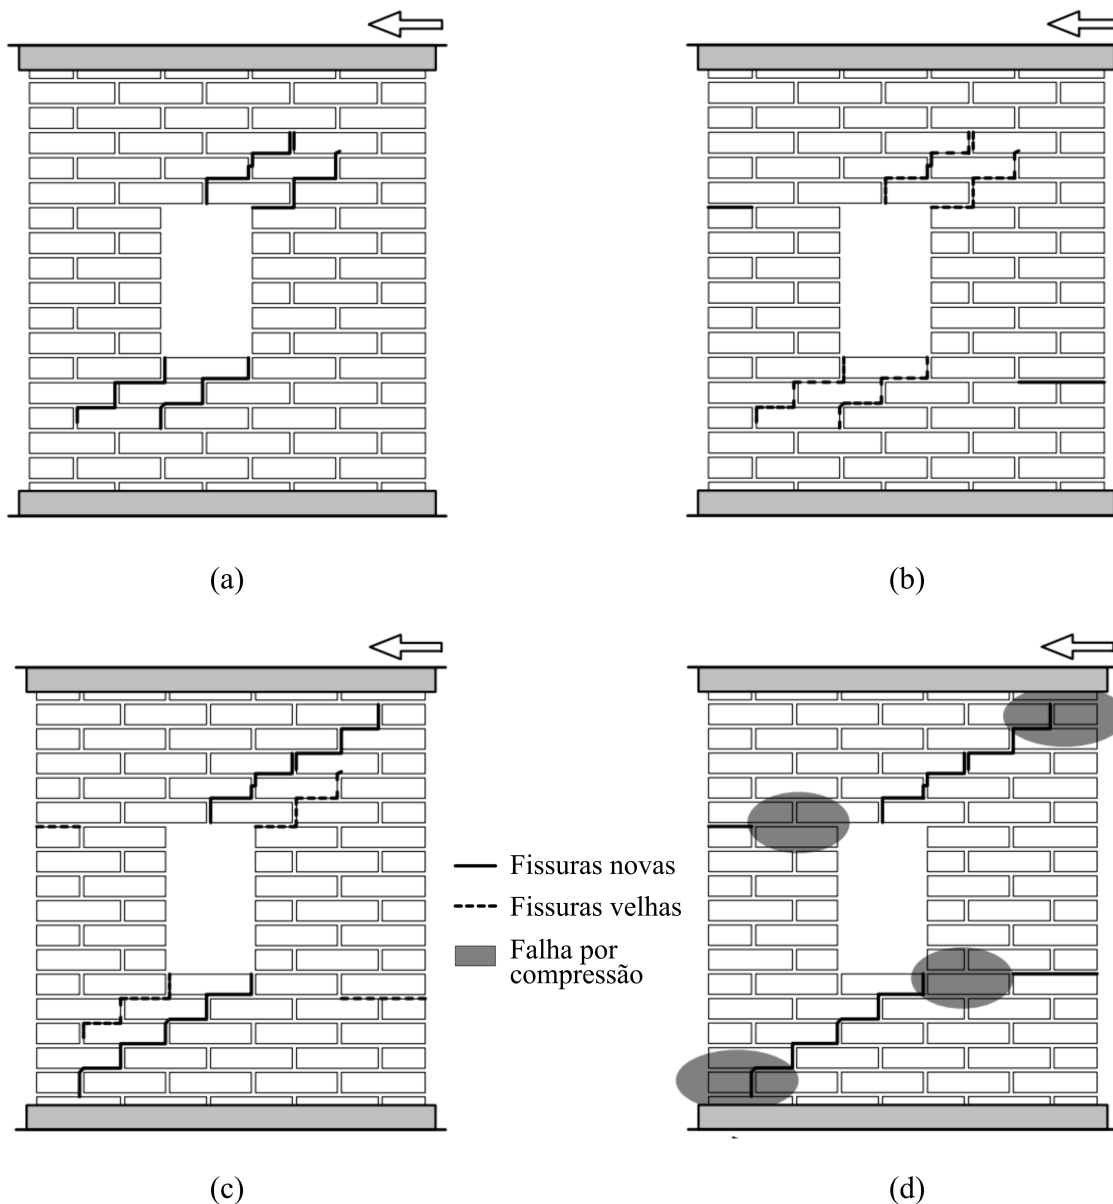 (a)
(b)
Fissuras novas
Fissuras velhas
Falha por
compressão
(c)
(d)